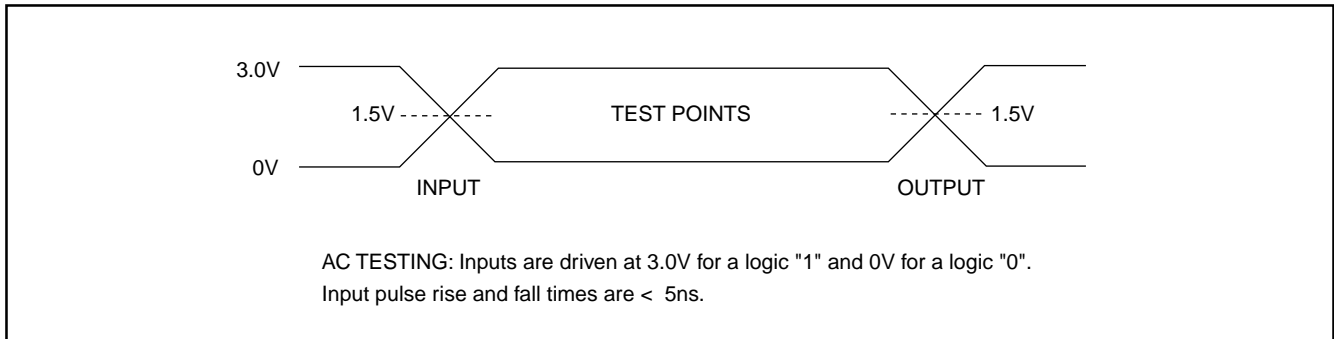 3.0V
1.5V
TEST POINTS
1.5V
0V
INPUT
OUTPUT
AC TESTING: Inputs are driven at 3.0V for a logic "1" and 0V for a logic "0".
Input pulse rise and fall times are < 5ns.